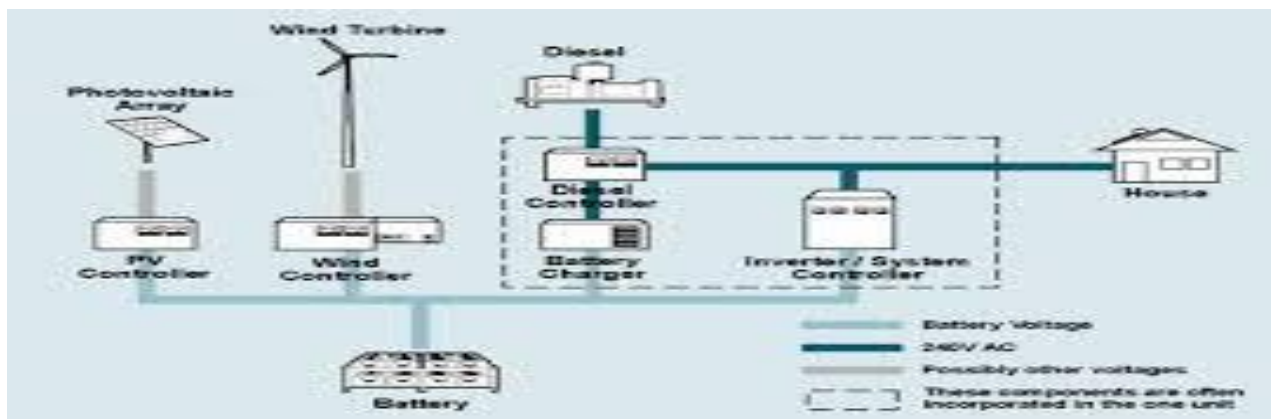 Wind Turbine
Diesel
Photovoltaic
Array
Diesel
Controller
House
PV
Controller
Wind
Controller
Battery
Charger
Inverter / System
Controller
Battery
Battery Voltage
240V AC
Possibly other voltages
These components are often
incorporated in the one unit